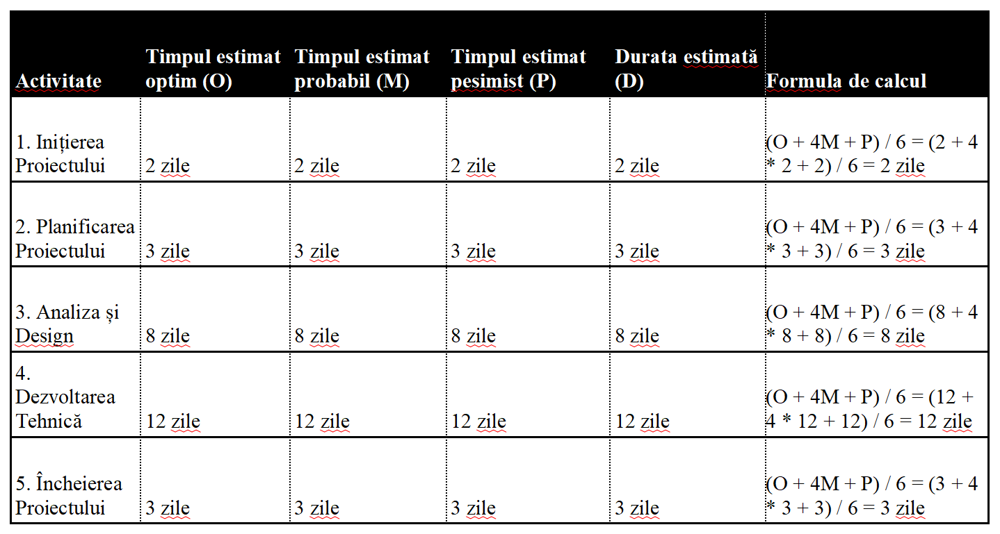 Activitate
Timpul estimat
optim (O)
Timpul estimat
probabil (M)
Timpul estimat
pesimist (P)
Durata estimată
(D)
Formula de calcul
1. Inițierea
Proiectului
2 zile
2 zile
2 zile
2 zile
(O + 4M + P) / 6 = (2 + 4
* 2 + 2) / 6 = 2 zile
2. Planificarea
Proiectului
3 zile
3 zile
3 zile
3 zile
(O + 4M + P) / 6 = (3 + 4
* 3 + 3) / 6 = 3 zile
3. Analiza și
Design
8 zile
8 zile
8 zile
8 zile
(O + 4M + P) / 6 = (8 + 4
* 8 + 8) / 6 = 8 zile
4.
Dezvoltarea
Tehnică
12 zile
12 zile
12 zile
12 zile
(O + 4M + P) / 6 = (12 +
4 * 12 + 12) / 6 = 12 zile
5. Încheierea
Proiectului
3 zile
3 zile
3 zile
3 zile
(O + 4M + P) / 6 = (3 + 4
* 3 + 3) / 6 = 3 zile